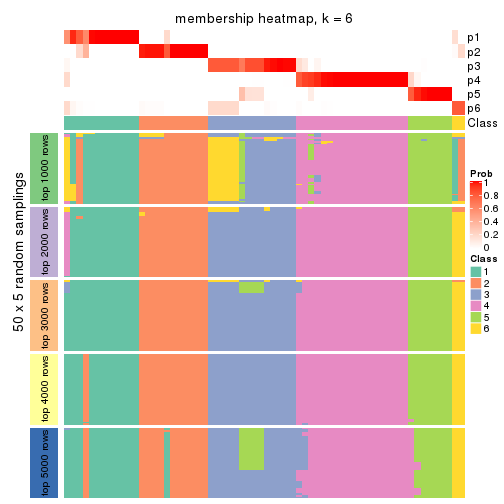 membership heatmap, k = 6
p1
p2
p3
p4
p5
p6
Class
50 x 5 random samplings
top 1000 rows
top 2000 rows
top 3000 rows
top 4000 rows
top 5000 rows
Prob
1
0.8
0.6
0.4
0.2
0
Class
1
2
3
4
5
6